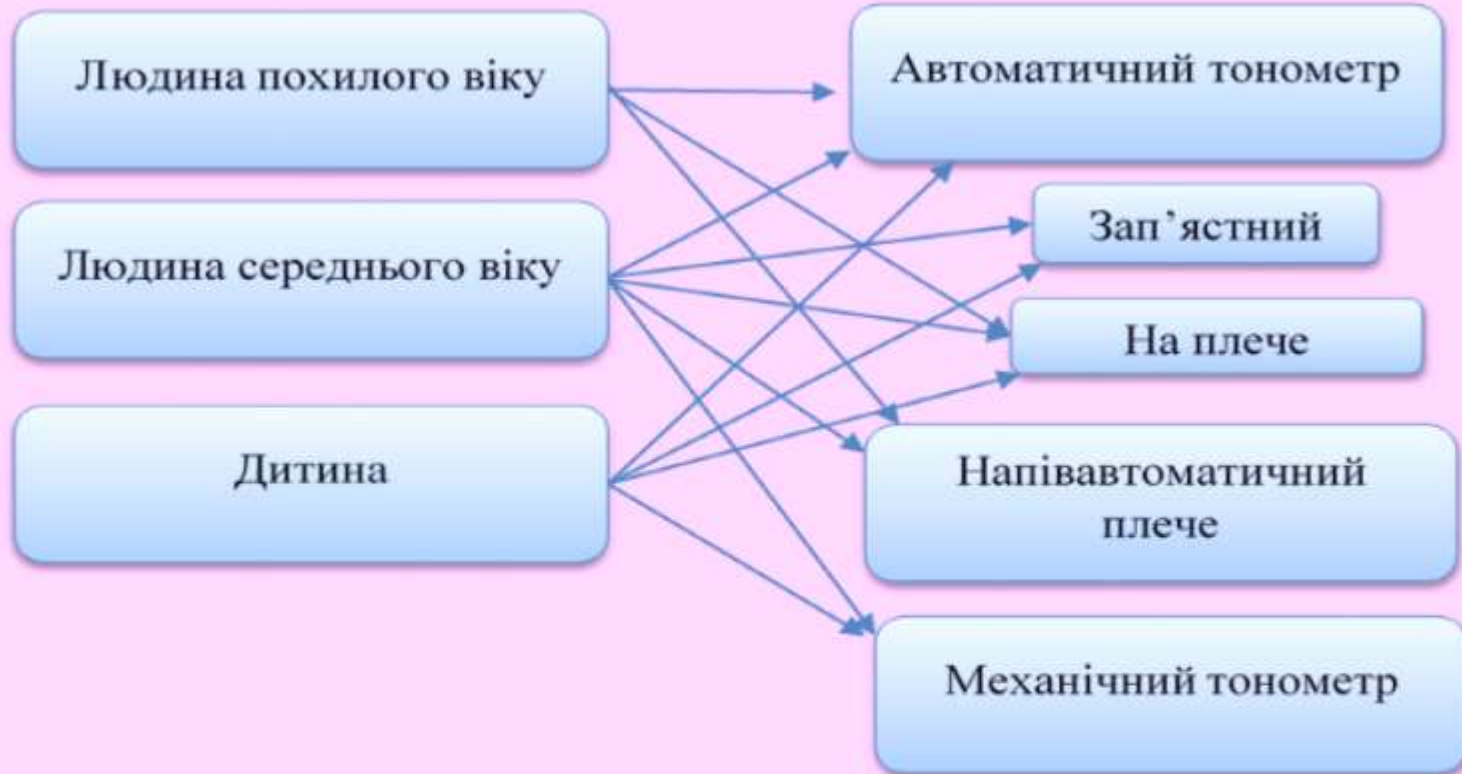 Людина похилого віку
Людина середнього віку
Дитина
Автоматичний тонометр
Зап’ястний
На плече
Напівавтоматичний
плече
Механічний тонометр